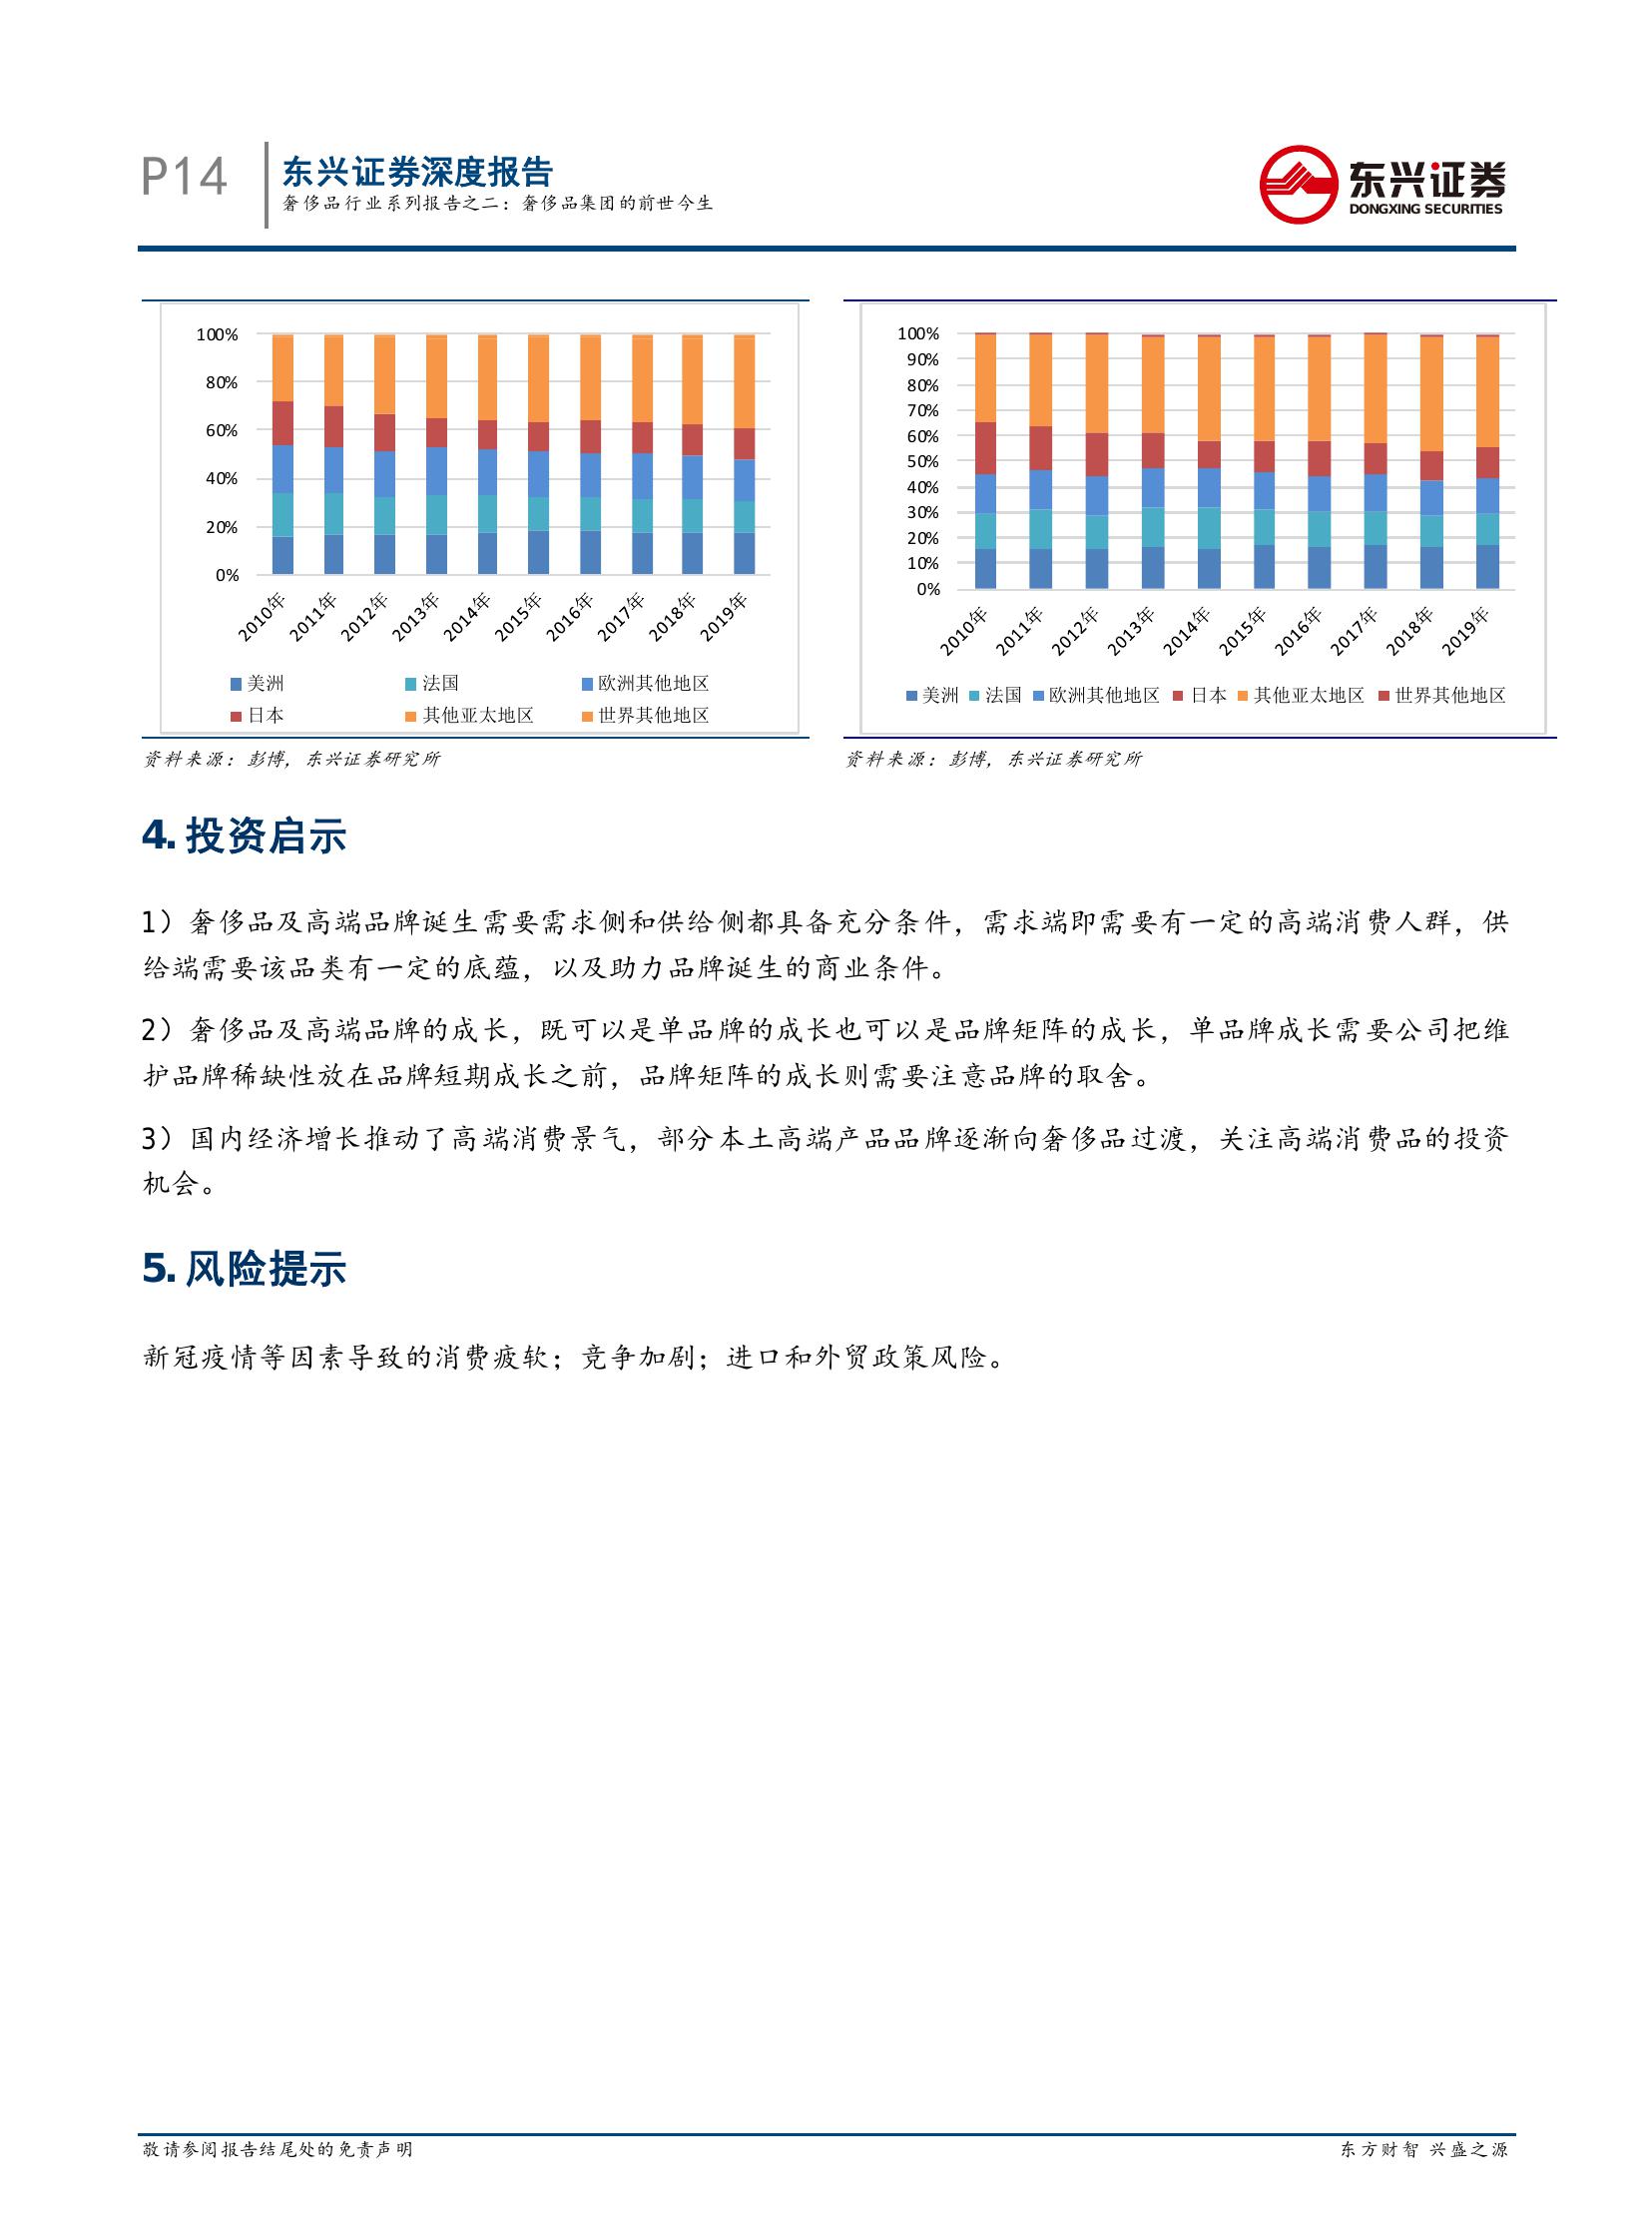 P14
东兴证券深度报告
奢侈品行业系列报告之二：奢侈品集团的前世今生
东兴证券
DONGXING SECURITIES
100%
80%
60%
40%
20%
0%
2010年 2011年 2012年 2013年 2014年 2015年 2016年 2017年 2018年 2019年
美洲 法国 欧洲其他地区
日本 其他亚太地区 世界其他地区
资料来源：彭博，东兴证券研究所
100%
90%
80%
70%
60%
50%
40%
30%
20%
10%
0%
2010年 2011年 2012年 2013年 2014年 2015年 2016年 2017年 2018年 2019年
美洲 法国 欧洲其他地区 日本 其他亚太地区 世界其他地区
资料来源：彭博，东兴证券研究所
4. 投资启示
1）奢侈品及高端品牌诞生需要需求侧和供给侧都具备充分条件，需求端即需要有一定的高端消费人群，供
给端需要该品类有一定的底蕴，以及助力品牌诞生的商业条件。
2）奢侈品及高端品牌的成长，既可以是单品牌的成长也可以是品牌矩阵的成长，单品牌成长需要公司把维
护品牌稀缺性放在品牌短期成长之前，品牌矩阵的成长则需要注意品牌的取舍。
3）国内经济增长推动了高端消费景气，部分本土高端产品品牌逐渐向奢侈品过渡，关注高端消费品的投资
机会。
5. 风险提示
新冠疫情等因素导致的消费疲软；竞争加剧；进口和外贸政策风险。
敬请参阅报告结尾处的免责声明
东方财智 兴盛之源